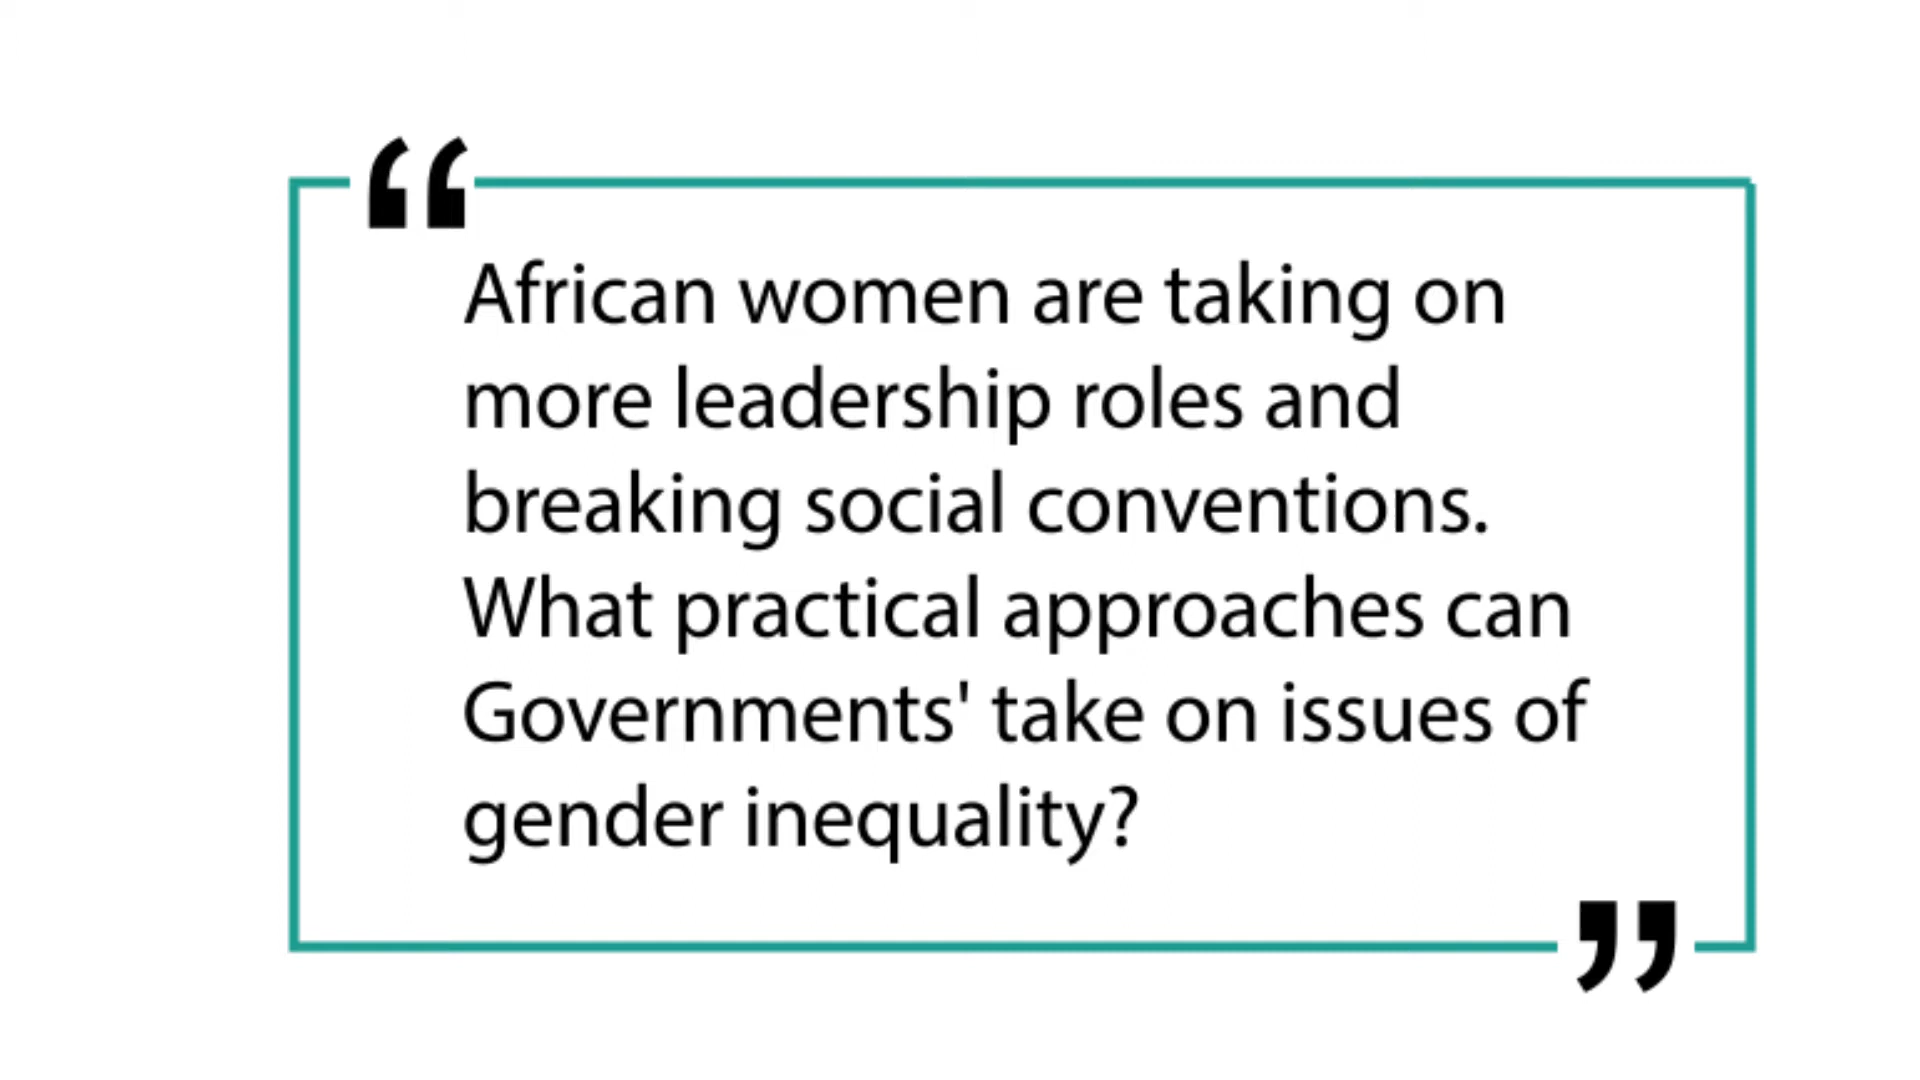 “
African women are taking on
more leadership roles and
breaking social conventions.
What practical approaches can
Governments' take on issues of
gender inequality?
”